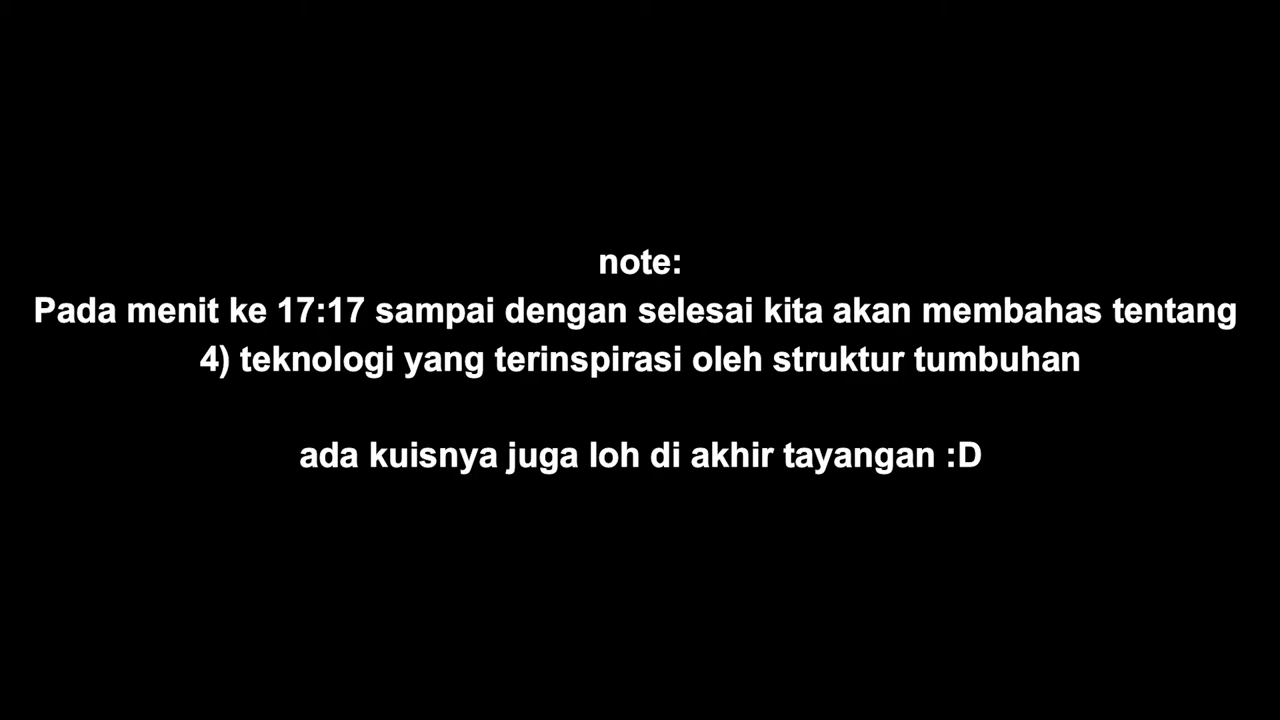 note:
Pada menit ke 17:17 sampai dengan selesai kita akan membahas tentang
4) teknologi yang terinspirasi oleh struktur tumbuhan
ada kuisnya juga loh di akhir tayangan :D